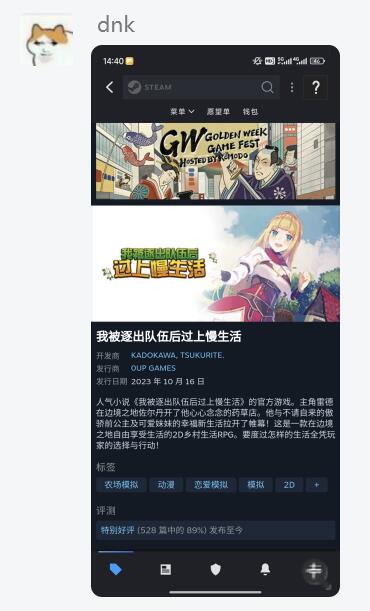 dnk
14:40
46
STEAM
?
菜单
愿望单
钱包
GW GOLDEN WEEK
GAME FEST
HOSTED BY KOMODO
我被逐出队伍后
过上慢生活
我被逐出队伍后过上慢生活
开发商 KADOKAWA, TSUKURITE.
发行商 0UP GAMES
发行日期 2023 年 10 月 16 日
人气小说《我被逐出队伍后过上慢生活》的官方游戏。主角雷德
在边境之地佐尔丹开了他心心念念的药草店。他与不请自来的傲
骄前公主及可爱妹妹的幸福新生活拉开了帷幕！这是一款在边境
之地自由享受生活的2D乡村生活RPG。要度过怎样的生活全凭玩
家的选择与行动！
标签
农场模拟 动漫 恋爱模拟 模拟 2D +
评测
特别好评 (528 篇中的 89%) 发布至今